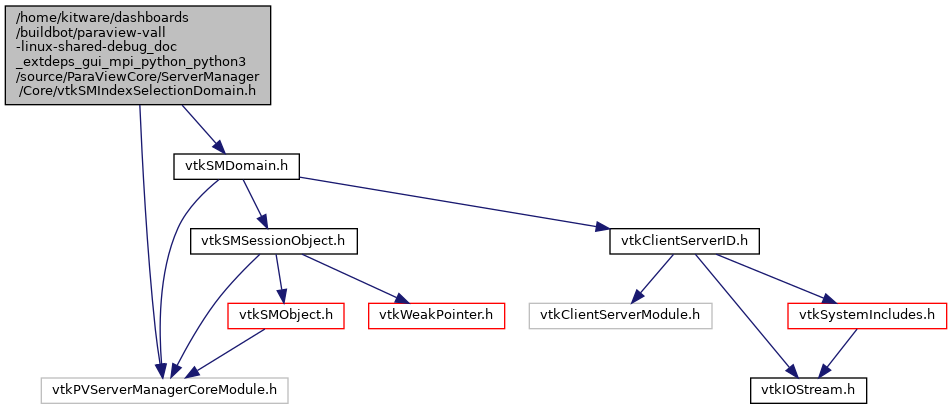 /home/kitware/dashboards
/buildbot/paraview-vall
-linux-shared-debug_doc
_extdeps_gui_mpi_python_python3
/source/ParaViewCore/ServerManager
/Core/vtkSMIndexSelectionDomain.h
vtkSMDomain.h
vtkSMSessionObject.h
vtkClientServerID.h
vtkSMObject.h
vtkWeakPointer.h
vtkClientServerModule.h
vtkSystemIncludes.h
vtkPVServerManagerCoreModule.h
vtkIOStream.h